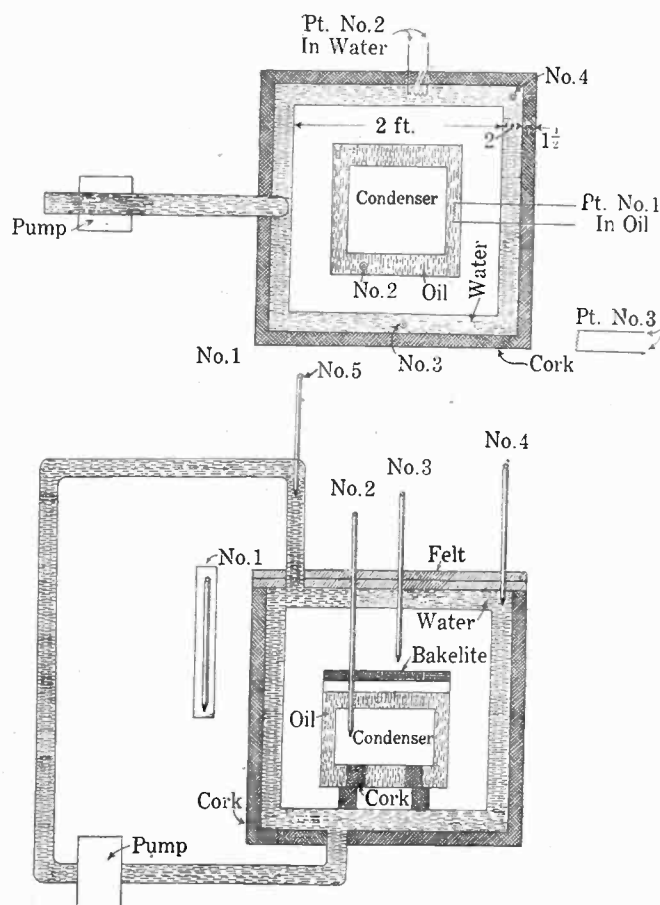 Pt. No.2
In Water
No.4
2 ft.
2
1½
Condenser
Pt. No.1
In Oil
Pump
No.2
Oil
Water
Pt. No.3
No.3
Cork
No.1
No.5
No.4
No.3
No.2
No.1
Felt
Water
Bakelite
Oil
Condenser
Cork
Cork
Pump